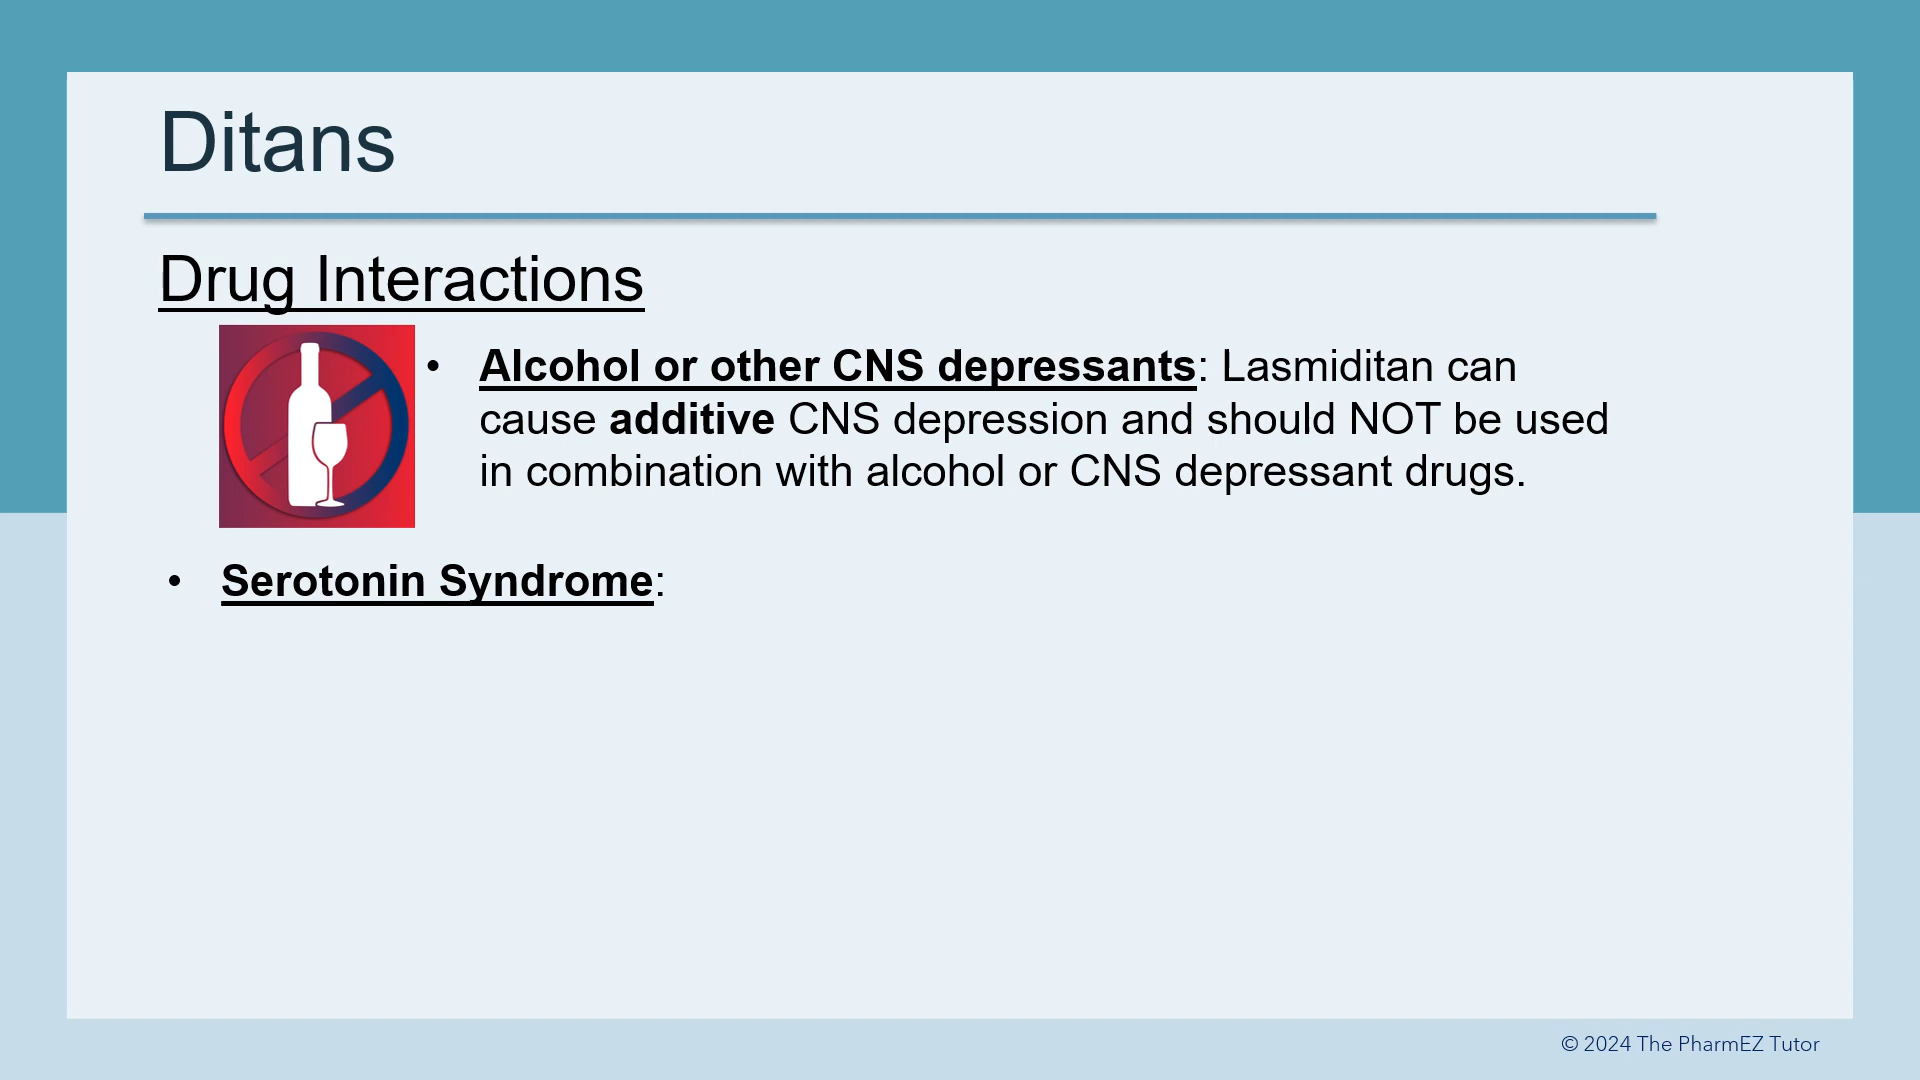 Ditans
Drug Interactions
• Alcohol or other CNS depressants: Lasmiditan can
cause additive CNS depression and should NOT be used
in combination with alcohol or CNS depressant drugs.
• Serotonin Syndrome:
© 2024 The PharmEZ Tutor